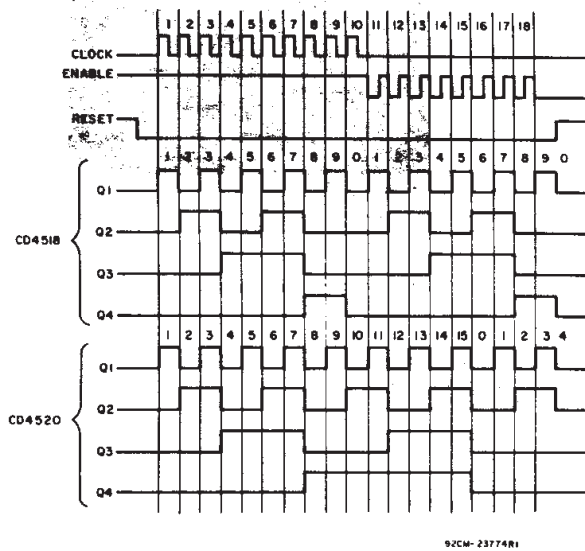 1 2 3 4 5 6 7 8 9 10 11 12 13 14 15 16 17 18
CLOCK
ENABLE
RESET
1 2 3 4 5 6 7 8 9 0 1 2 3 4 5 6 7 8 9 0
Q1
Q2
CD4518
Q3
Q4
1 2 3 4 5 6 7 8 9 10 11 12 13 14 15 0 1 2 3 4
Q1
Q2
CD4520
Q3
Q4
92CM-23774R1